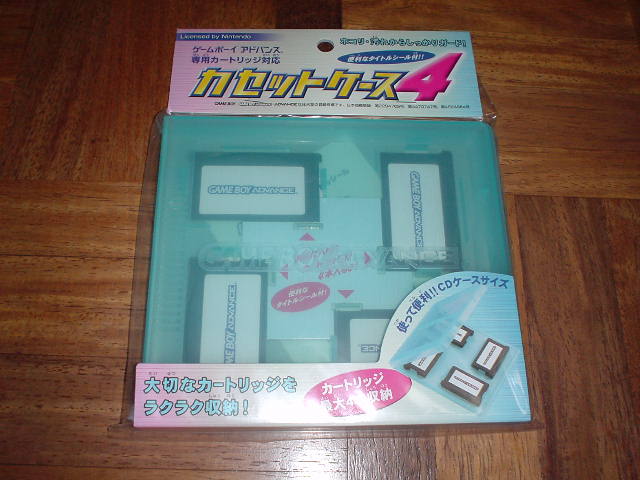 Licensed by Nintendo
ホコリ・汚れからしっかりガード!
ゲームボーイ アドバンス
専用カートリッジ対応
便利なタイトルシール付!!
カセットケース4
GAME BOY ADVANCE
GAME BOY ADVANCE
GAME BOY ADVANCE
GAME BOY ADVANCE
便利な
タイトルシール付!
使って便利!!CDケースサイズ
大切なカートリッジを
ラクラク収納!
カートリッジ
最大4収納